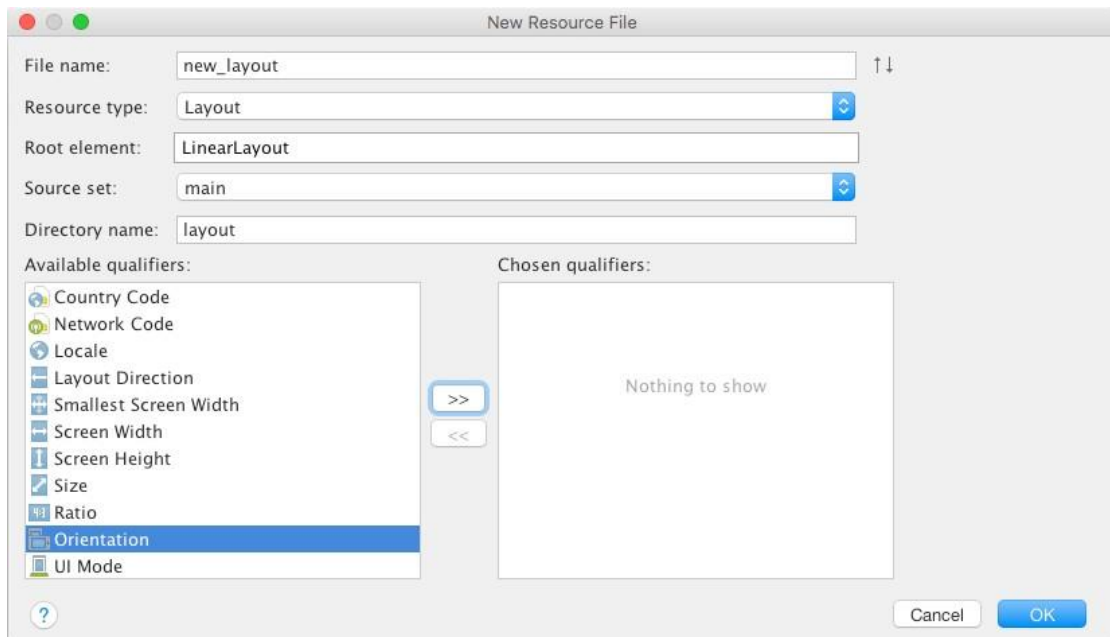 New Resource File
File name: new_layout ↑↓
Resource type: Layout
Root element: LinearLayout
Source set: main
Directory name: layout
Available qualifiers: Chosen qualifiers:
Country Code
Network Code
Locale
Layout Direction
Nothing to show
Smallest Screen Width
>>
Screen Width
<<
Screen Height
Size
4:3 Ratio
Orientation
UI Mode
? Cancel OK